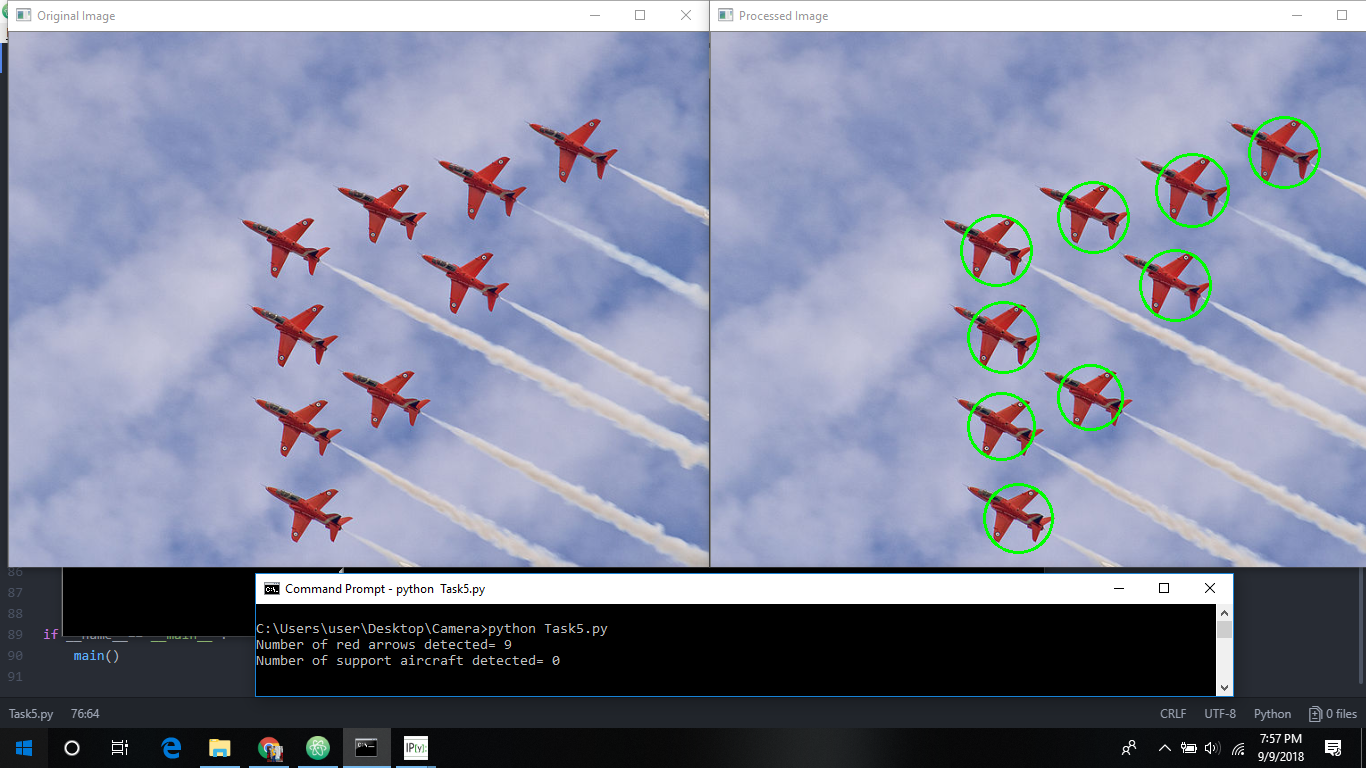 Original Image
Processed Image
86
87
88
89 if __name__ == "__main__":
90 main()
91
Command Prompt - python Task5.py
C:\Users\user\Desktop\Camera>python Task5.py
Number of red arrows detected= 9
Number of support aircraft detected= 0
Task5.py 76:64
CRLF UTF-8 Python 0 files
IP[y]:
7:57 PM
9/9/2018